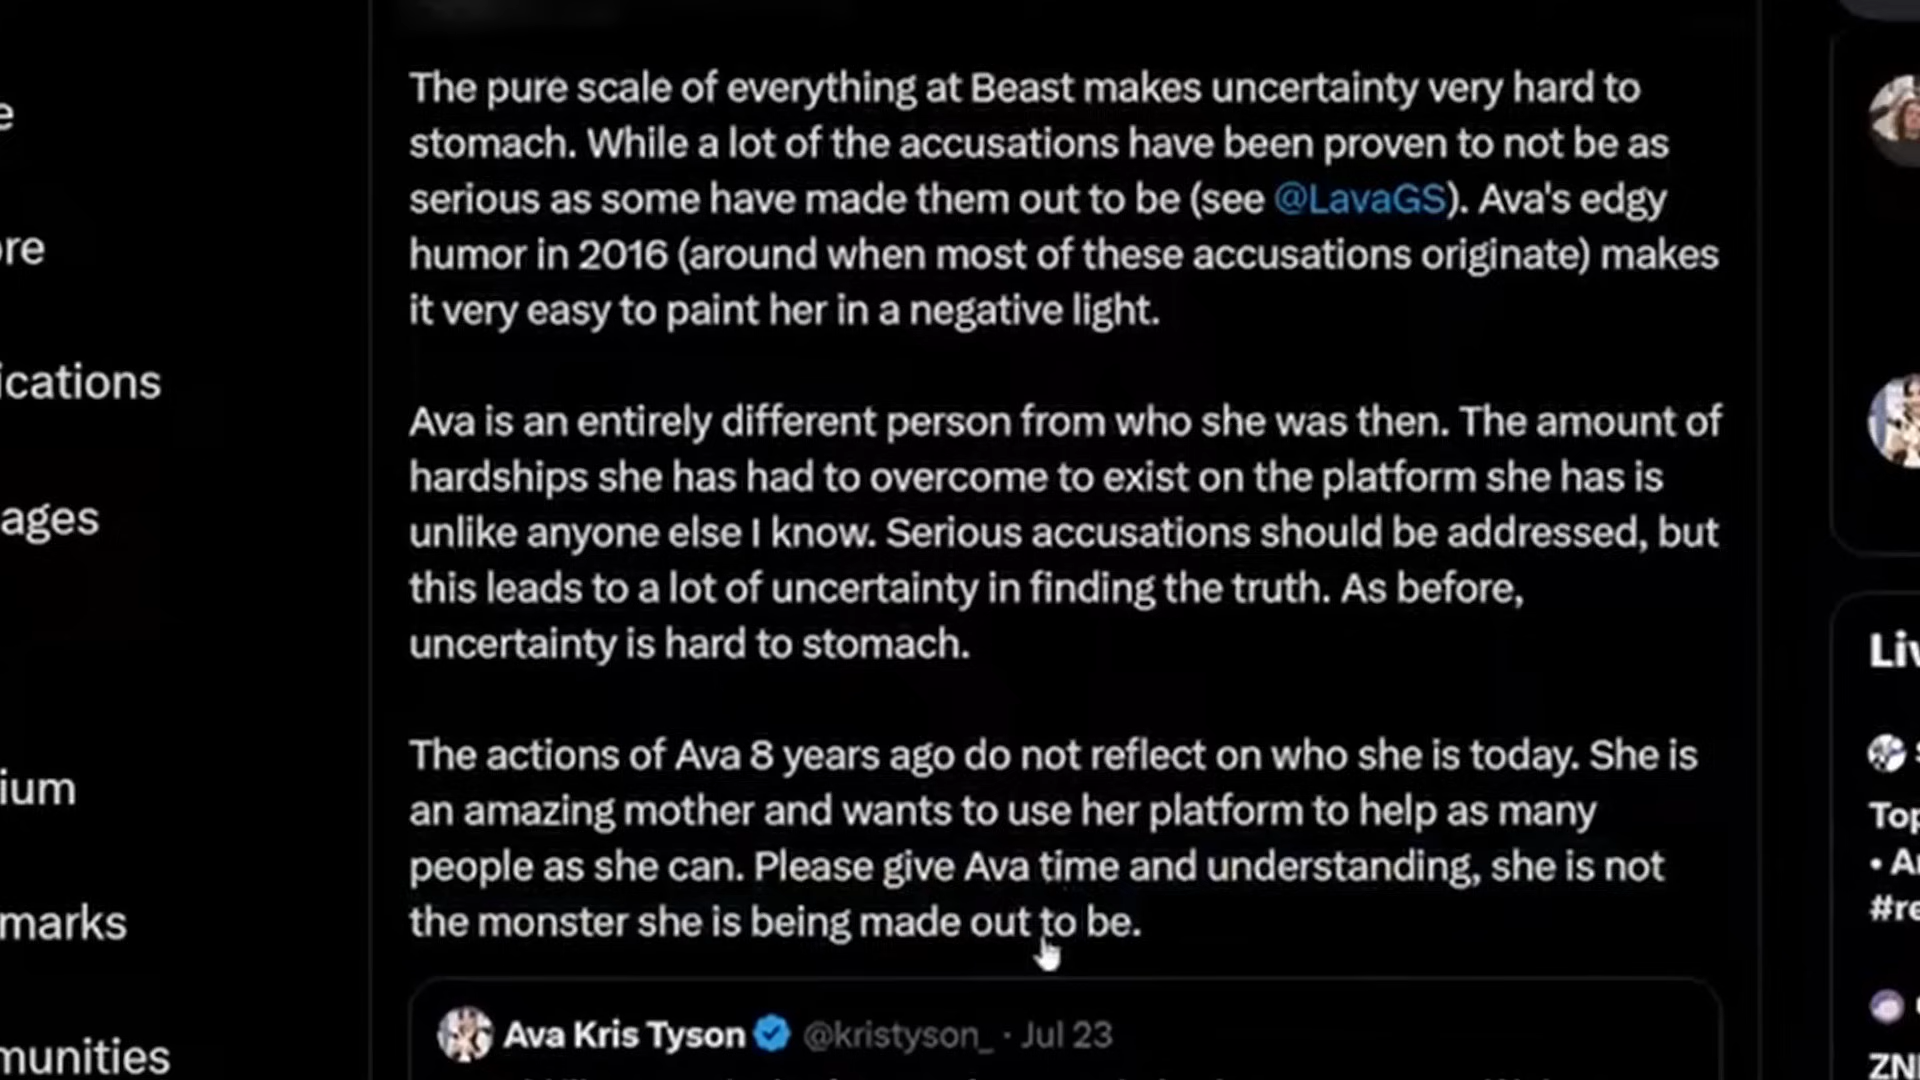 The pure scale of everything at Beast makes uncertainty very hard to
stomach. While a lot of the accusations have been proven to not be as
serious as some have made them out to be (see @LavaGS). Ava's edgy
humor in 2016 (around when most of these accusations originate) makes
it very easy to paint her in a negative light.
Ava is an entirely different person from who she was then. The amount of
hardships she has had to overcome to exist on the platform she has is
unlike anyone else I know. Serious accusations should be addressed, but
this leads to a lot of uncertainty in finding the truth. As before,
uncertainty is hard to stomach.
The actions of Ava 8 years ago do not reflect on who she is today. She is
an amazing mother and wants to use her platform to help as many
people as she can. Please give Ava time and understanding, she is not
the monster she is being made out to be.
Ava Kris Tyson @kristyson_ · Jul 23
e
ore
ications
ages
ium
marks
munities
Liv
Top
#re
ZN